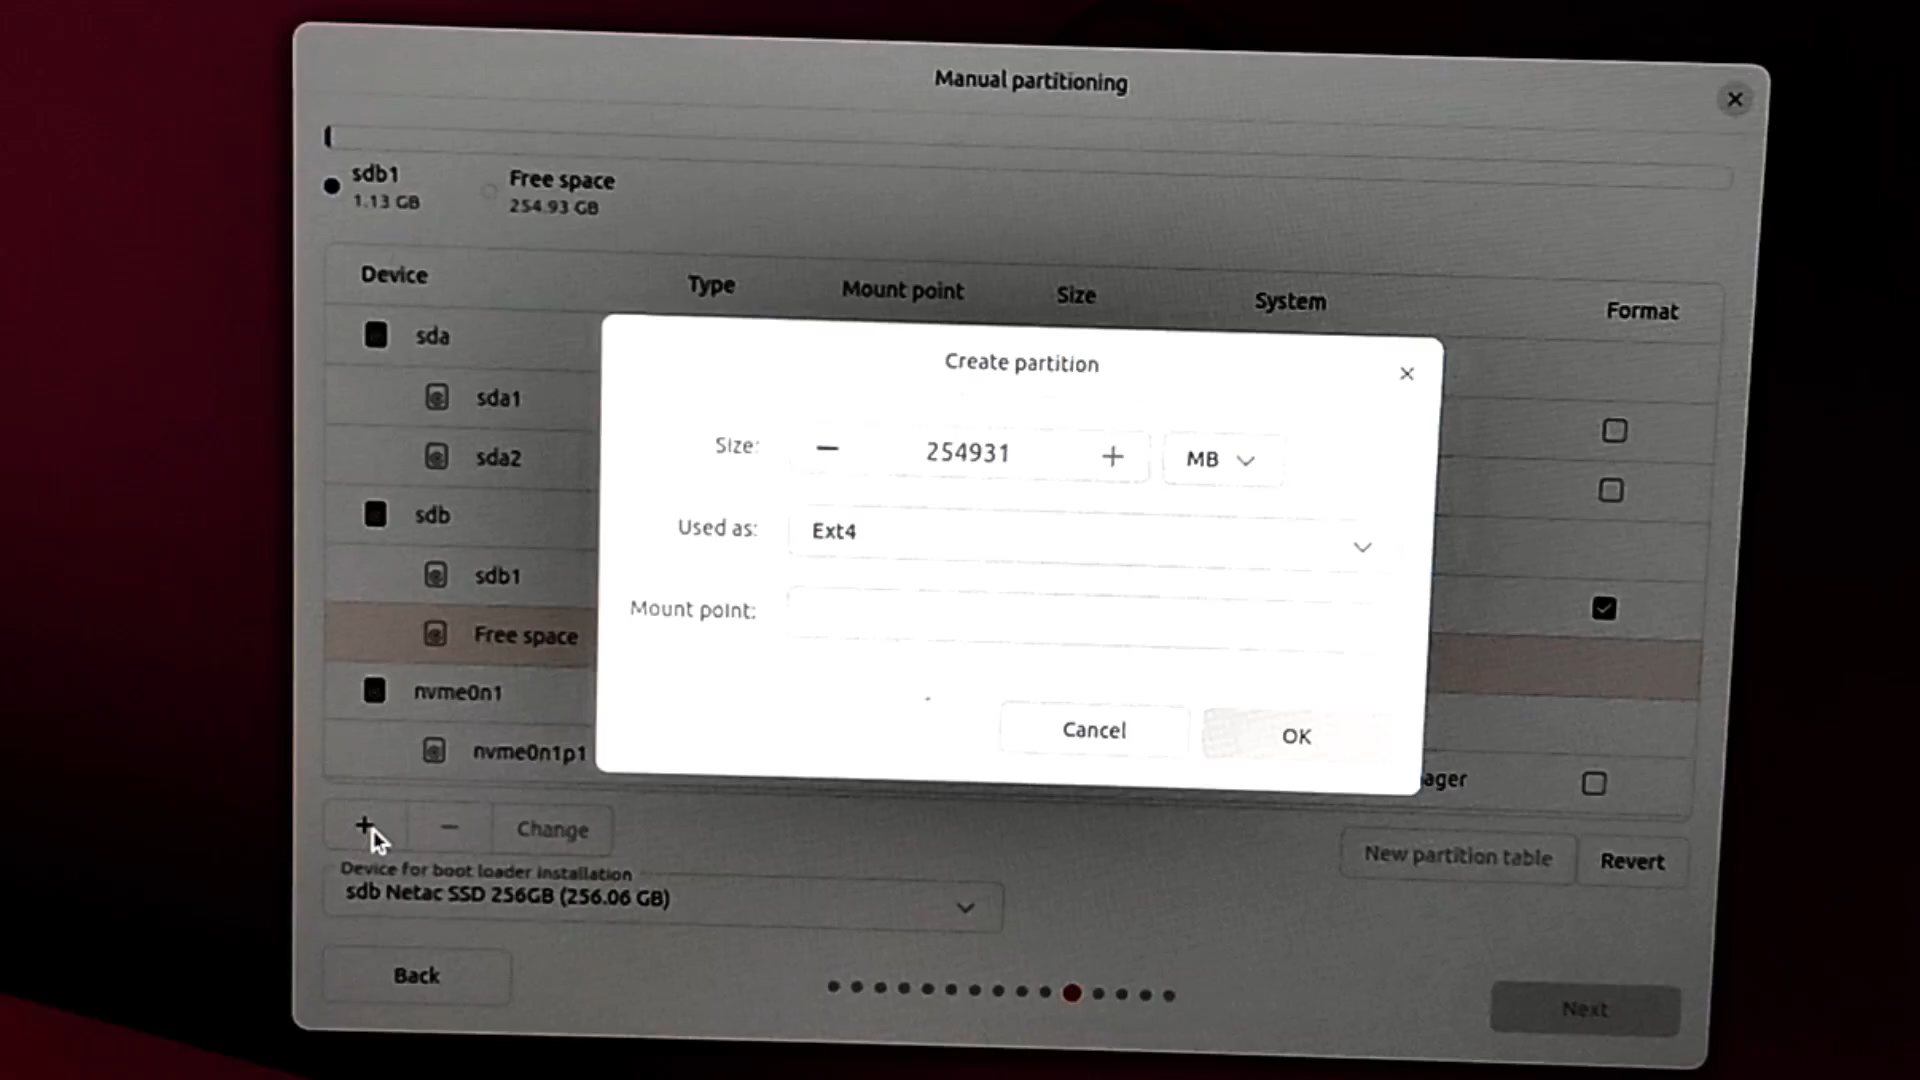 Manual partitioning
sdb1
1.13 GB
Free space
254.93 GB
Device Type Mount point Size System Format
sda
sda1
sda2
sdb
sdb1
Free space
nvme0n1
nvme0n1p1
ager
Create partition
Size: 254931 MB
Used as: Ext4
Mount point:
Cancel OK
Change
New partition table Revert
Device for boot loader installation
sdb Netac SSD 256GB (256.06 GB)
Back
Next